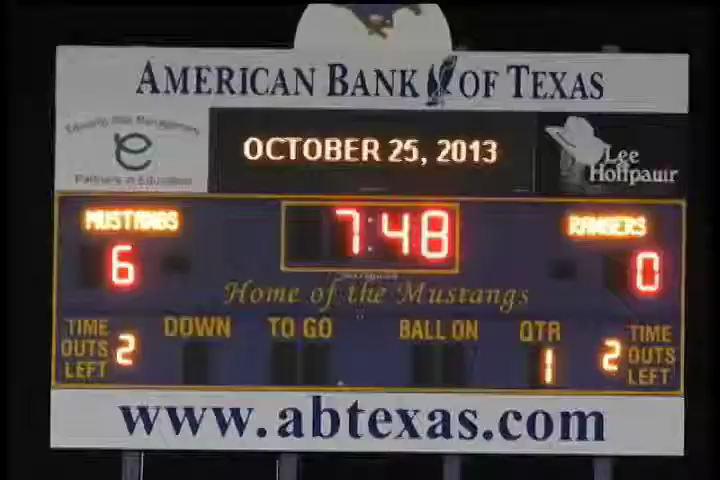 AMERICAN BANK OF TEXAS
Partners in Education
OCTOBER 25, 2013
Lee
Holfpauir
MUSTANGS
7:48
RANGERS
6
0
Home of the Mustangs
TIME OUTS LEFT 2
DOWN
TO GO
BALL ON
QTR 1
2 TIME OUTS LEFT
www.abtexas.com